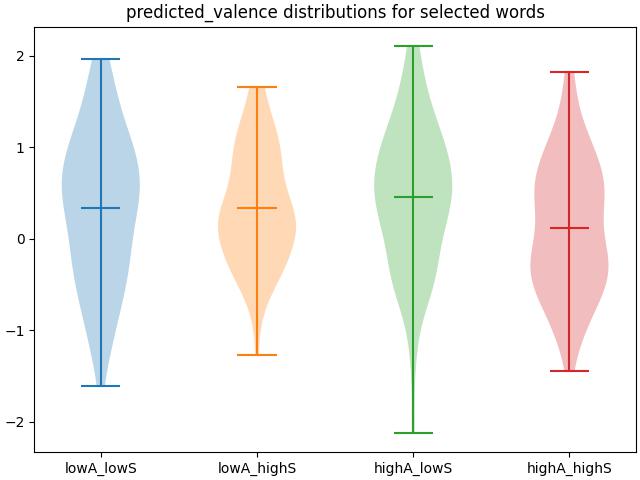 predicted_valence distributions for selected words
2
1
0
−1
−2
lowA_lowS
lowA_highS
highA_lowS
highA_highS